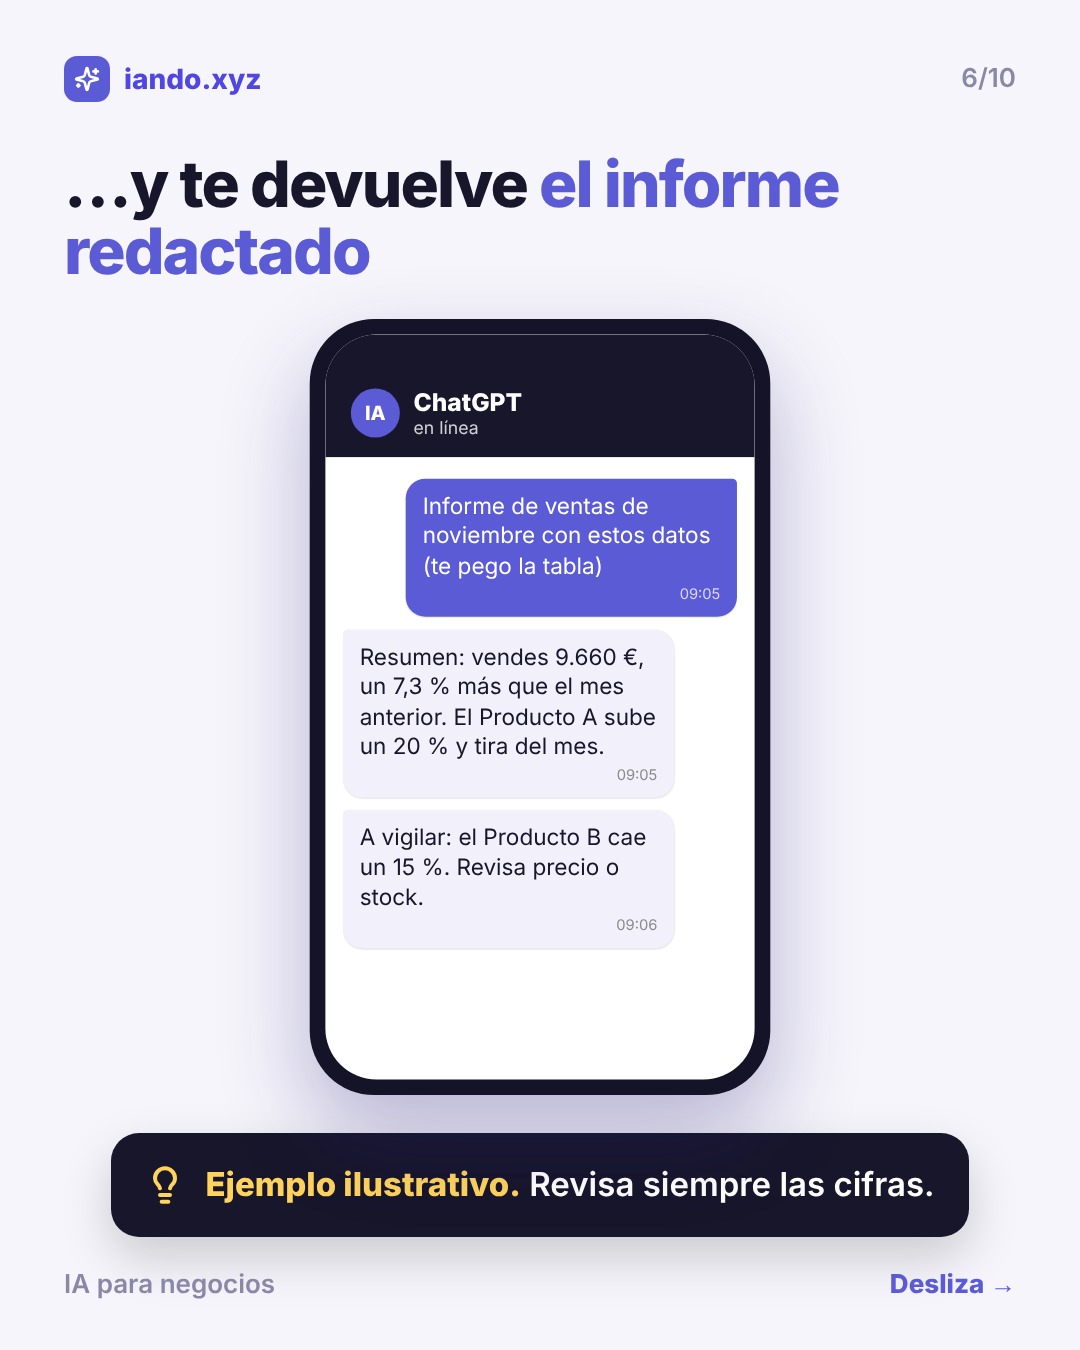 iando.xyz
6/10
...y te devuelve el informe
redactado
IA
ChatGPT
en línea
Informe de ventas de
noviembre con estos datos
(te pego la tabla)
09:05
Resumen: vendes 9.660 €,
un 7,3 % más que el mes
anterior. El Producto A sube
un 20 % y tira del mes.
09:05
A vigilar: el Producto B cae
un 15 %. Revisa precio o
stock.
09:06
Ejemplo ilustrativo. Revisa siempre las cifras.
IA para negocios
Desliza →